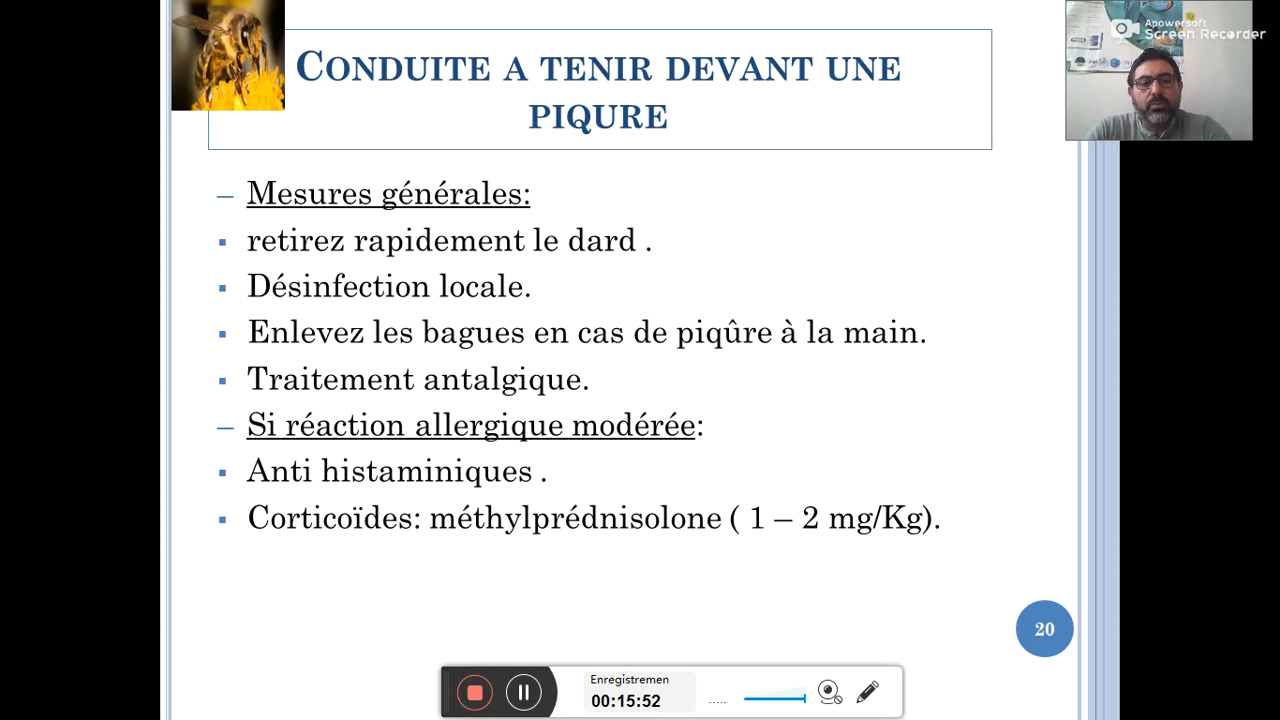 Apowersoft
Screen Recorder
CONDUITE A TENIR DEVANT UNE
PIQURE
– Mesures générales:
▪ retirez rapidement le dard .
▪ Désinfection locale.
▪ Enlevez les bagues en cas de piqûre à la main.
▪ Traitement antalgique.
– Si réaction allergique modérée:
▪ Anti histaminiques .
▪ Corticoïdes: méthylprédnisolone ( 1 – 2 mg/Kg).
20
Enregistremen
00:15:52